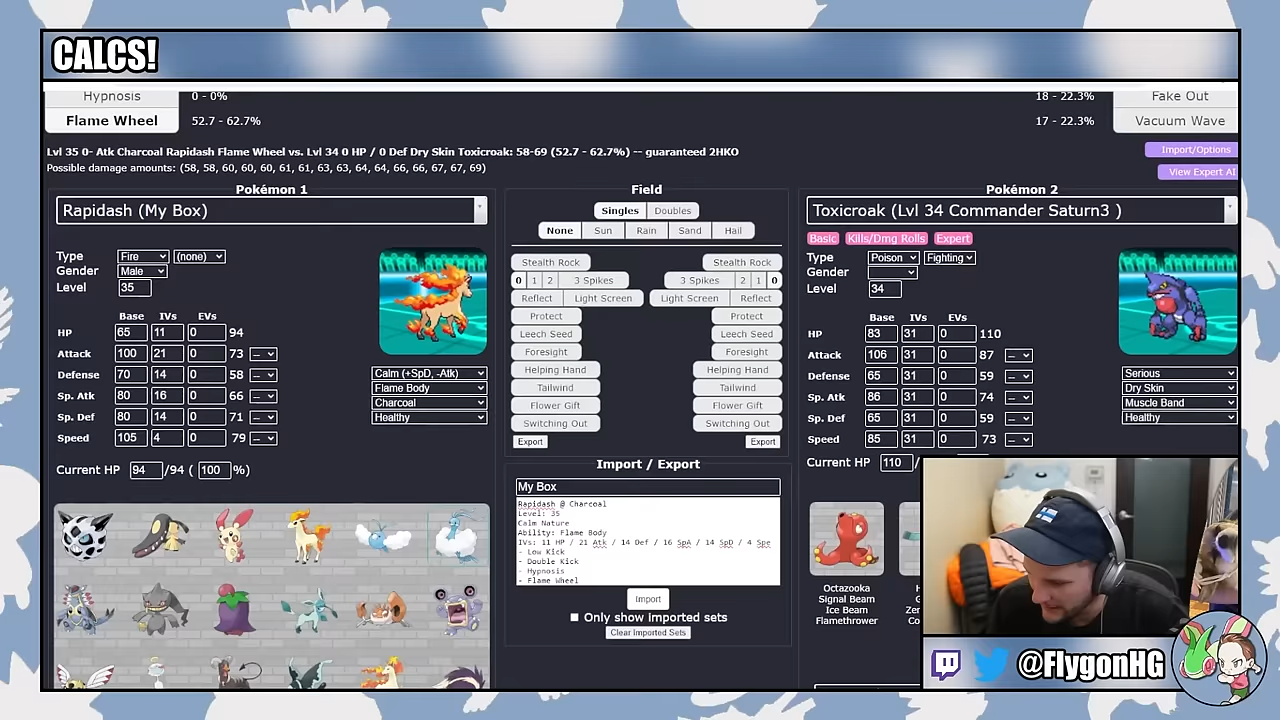 CALCS!
Hypnosis 0 - 0% 18 - 22.3% Fake Out
Flame Wheel 52.7 - 62.7% 17 - 22.3% Vacuum Wave
Lvl 35 0- Atk Charcoal Rapidash Flame Wheel vs. Lvl 34 0 HP / 0 Def Dry Skin Toxicroak: 58-69 (52.7 - 62.7%) -- guaranteed 2HKO
Import/Options
Possible damage amounts: (58, 58, 60, 60, 60, 61, 61, 63, 63, 64, 64, 66, 66, 67, 67, 69)
View Expert AI
Pokémon 1
Rapidash (My Box)
Type Fire (none)
Gender Male
Level 35
Base IVs EVs
HP 65 11 0 94
Attack 100 21 0 73 --
Defense 70 14 0 58 --
Sp. Atk 80 16 0 66 --
Sp. Def 80 14 0 71 --
Speed 105 4 0 79 --
Calm (+SpD, -Atk)
Flame Body
Charcoal
Healthy
Current HP 94 /94 ( 100 %)
Field
Singles Doubles
None Sun Rain Sand Hail
Stealth Rock Stealth Rock
0 1 2 3 Spikes 3 Spikes 2 1 0
Reflect Light Screen Light Screen Reflect
Protect Protect
Leech Seed Leech Seed
Foresight Foresight
Helping Hand Helping Hand
Tailwind Tailwind
Flower Gift Flower Gift
Switching Out Switching Out
Export Export
Import / Export
My Box
Rapidash @ Charcoal
Level: 35
Calm Nature
Ability: Flame Body
IVs: 11 HP / 21 Atk / 14 Def / 16 SpA / 14 SpD / 4 Spe
- Low Kick
- Double Kick
- Hypnosis
- Flame Wheel
Import
Only show imported sets
Clear Imported Sets
Pokémon 2
Toxicroak (Lvl 34 Commander Saturn3 )
Basic Kills/Dmg Rolls Expert
Type Poison Fighting
Gender
Level 34
Base IVs EVs
HP 83 31 0 110
Attack 106 31 0 87 --
Defense 65 31 0 59 --
Sp. Atk 86 31 0 74 --
Sp. Def 65 31 0 59 --
Speed 85 31 0 73 --
Serious
Dry Skin
Muscle Band
Healthy
Current HP 110 /
Octazooka
Signal Beam
Ice Beam
Flamethrower
@FlygonHG